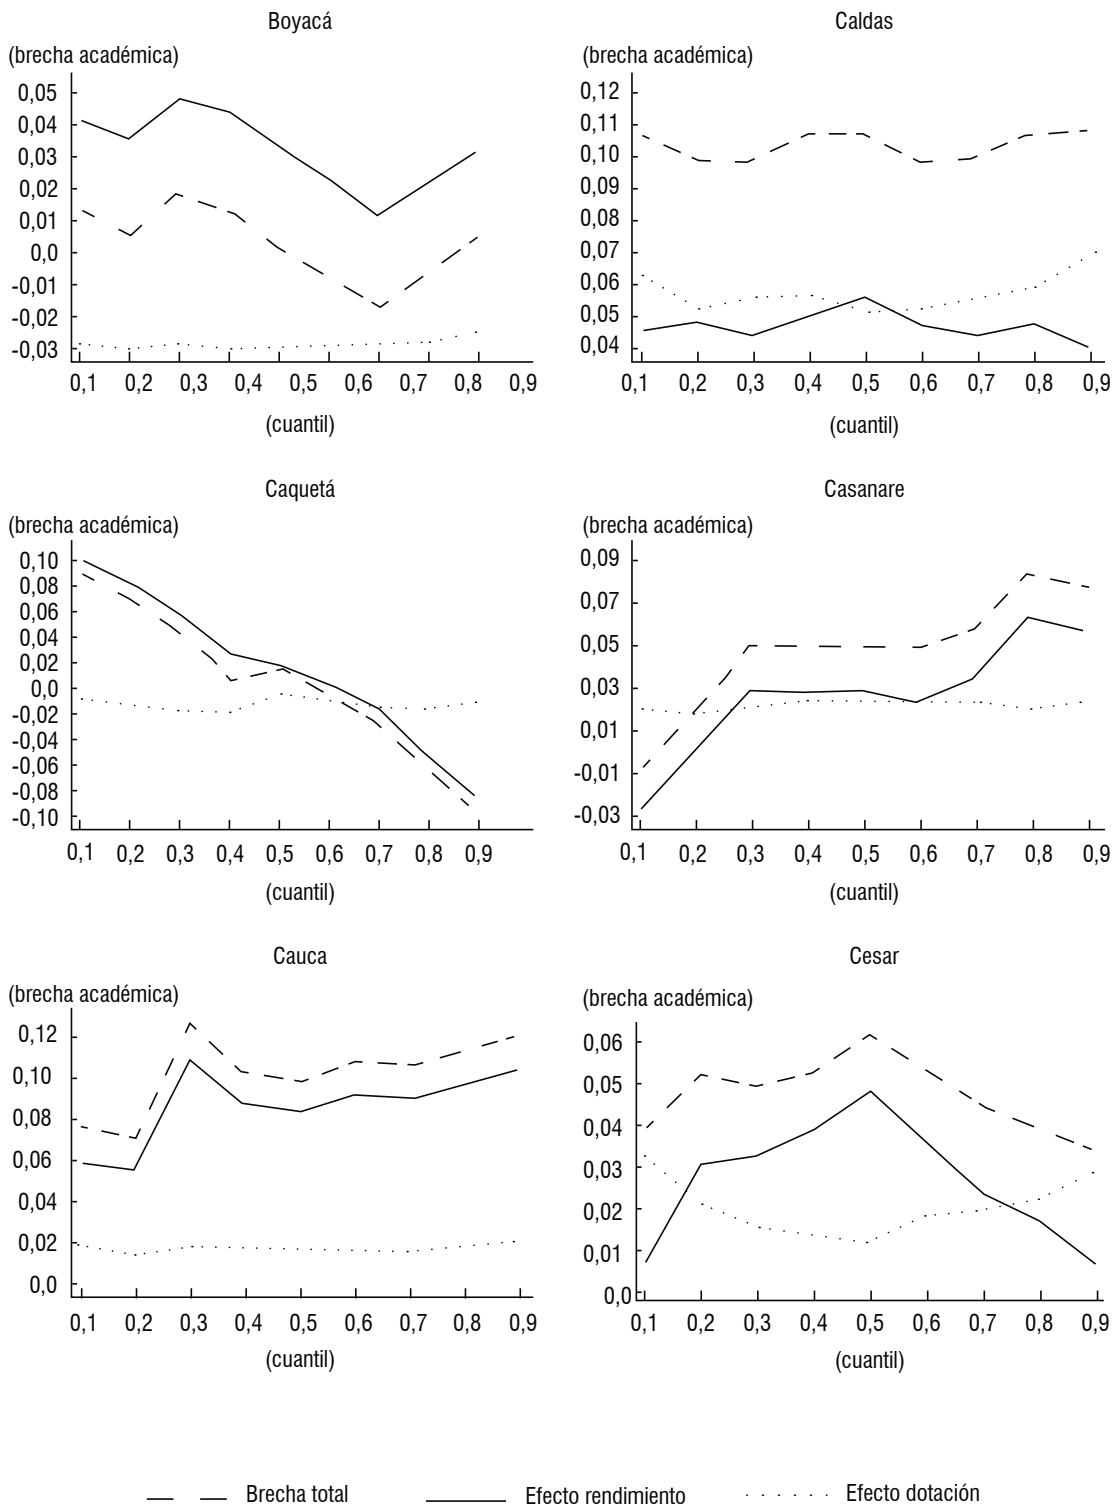 Boyacá
(brecha académica)
0,05
0,04
0,03
0,02
0,01
0,0
-0,01
-0,02
-0,03
0,1 0,2 0,3 0,4 0,5 0,6 0,7 0,8 0,9
(cuantil)
Caldas
(brecha académica)
0,12
0,11
0,10
0,09
0,08
0,07
0,06
0,05
0,04
0,1 0,2 0,3 0,4 0,5 0,6 0,7 0,8 0,9
(cuantil)
Caquetá
(brecha académica)
0,10
0,08
0,06
0,04
0,02
0,0
-0,02
-0,04
-0,06
-0,08
-0,10
0,1 0,2 0,3 0,4 0,5 0,6 0,7 0,8 0,9
(cuantil)
Casanare
(brecha académica)
0,09
0,07
0,05
0,03
0,01
-0,01
-0,03
0,1 0,2 0,3 0,4 0,5 0,6 0,7 0,8 0,9
(cuantil)
Cauca
(brecha académica)
0,12
0,10
0,08
0,06
0,04
0,02
0,0
0,1 0,2 0,3 0,4 0,5 0,6 0,7 0,8 0,9
(cuantil)
Cesar
(brecha académica)
0,06
0,05
0,04
0,03
0,02
0,01
0,0
0,1 0,2 0,3 0,4 0,5 0,6 0,7 0,8 0,9
(cuantil)
Brecha total Efecto rendimiento Efecto dotación